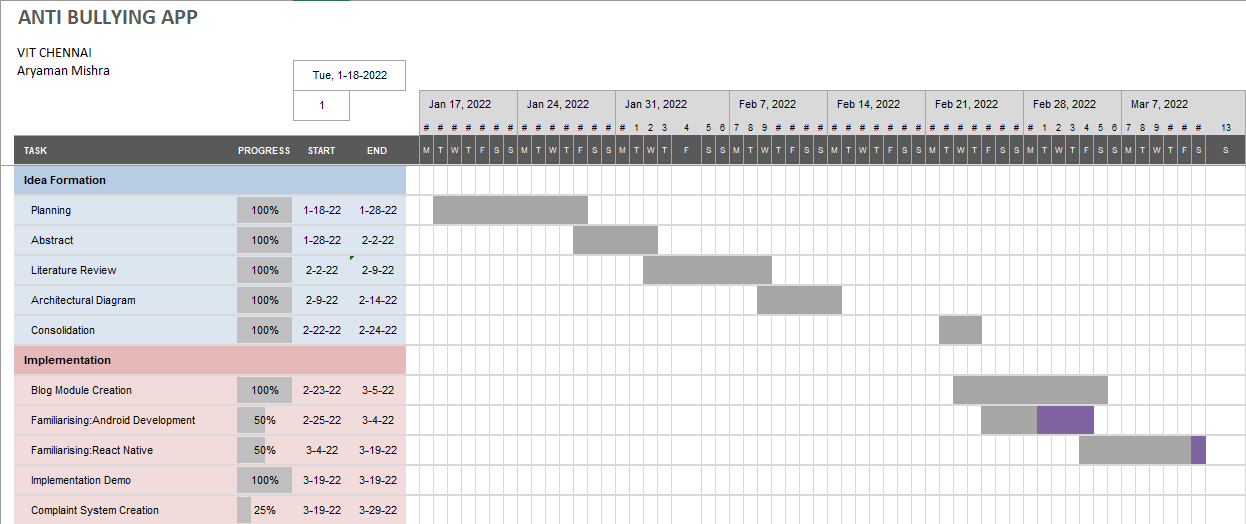 ANTI BULLYING APP
VIT CHENNAI
Aryaman Mishra
Tue, 1-18-2022
1
Jan 17, 2022 Jan 24, 2022 Jan 31, 2022 Feb 7, 2022 Feb 14, 2022 Feb 21, 2022 Feb 28, 2022 Mar 7, 2022
# # # # # # # # # # # # # # # 1 2 3 4 5 6 7 8 9 # # # # # # # # # # # # # # # # # # # 1 2 3 4 5 6 7 8 9 # # # 13
TASK PROGRESS START END M T W T F S S M T W T F S S M T W T F S S M T W T F S S M T W T F S S M T W T F S S M T W T F S S M T W T F S S
Idea Formation
Planning 100% 1-18-22 1-28-22
Abstract 100% 1-28-22 2-2-22
Literature Review 100% 2-2-22 2-9-22
Architectural Diagram 100% 2-9-22 2-14-22
Consolidation 100% 2-22-22 2-24-22
Implementation
Blog Module Creation 100% 2-23-22 3-5-22
Familiarising:Android Development 50% 2-25-22 3-4-22
Familiarising:React Native 50% 3-4-22 3-19-22
Implementation Demo 100% 3-19-22 3-19-22
Complaint System Creation 25% 3-19-22 3-29-22